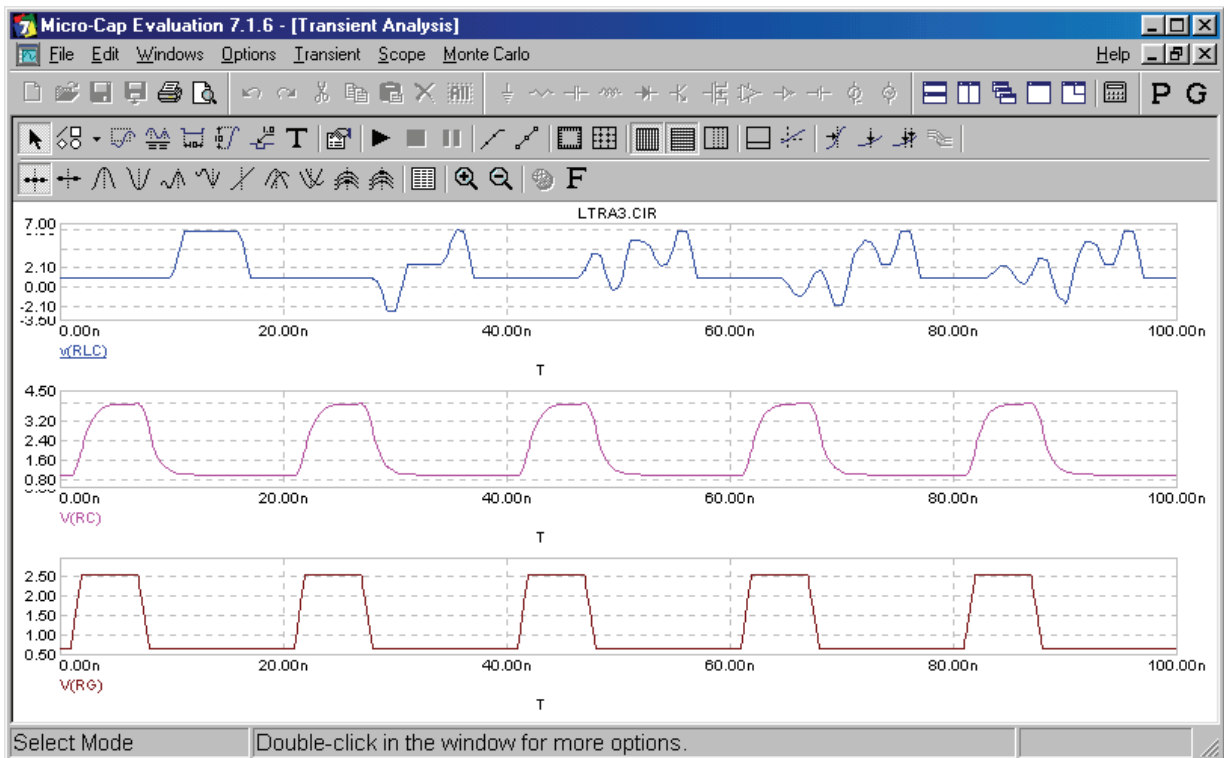 Micro-Cap Evaluation 7.1.6 - [Transient Analysis]
File Edit Windows Options Transient Scope Monte Carlo Help
P G
T
F
LTRA3.CIR
7.00
2.10
0.00
-2.10
-3.50
0.00n 20.00n 40.00n 60.00n 80.00n 100.00n
v(RLC)
T
4.50
3.20
2.40
1.60
0.80
0.00n 20.00n 40.00n 60.00n 80.00n 100.00n
V(RC)
T
2.50
2.00
1.50
1.00
0.50
0.00n 20.00n 40.00n 60.00n 80.00n 100.00n
V(RG)
T
Select Mode Double-click in the window for more options.